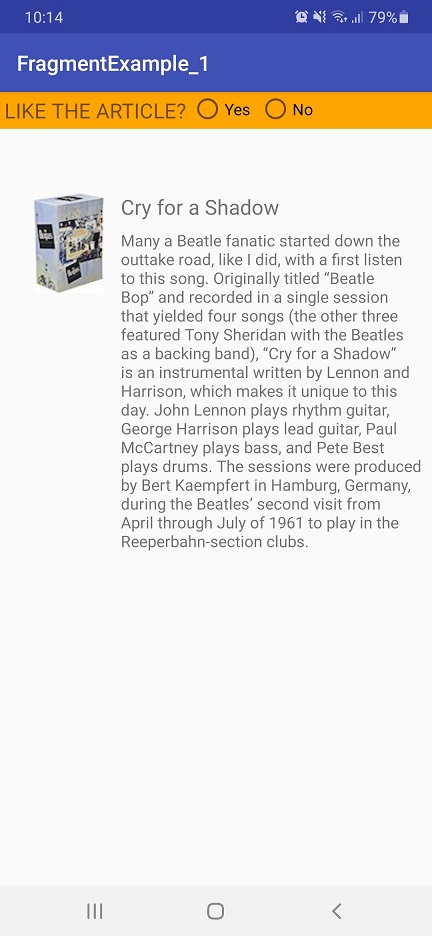 10:14
79%
FragmentExample_1
LIKE THE ARTICLE? Yes No
Cry for a Shadow
Many a Beatle fanatic started down the
outtake road, like I did, with a first listen
to this song. Originally titled “Beatle
Bop” and recorded in a single session
that yielded four songs (the other three
featured Tony Sheridan with the Beatles
as a backing band), “Cry for a Shadow”
is an instrumental written by Lennon and
Harrison, which makes it unique to this
day. John Lennon plays rhythm guitar,
George Harrison plays lead guitar, Paul
McCartney plays bass, and Pete Best
plays drums. The sessions were produced
by Bert Kaempfert in Hamburg, Germany,
during the Beatles’ second visit from
April through July of 1961 to play in the
Reeperbahn-section clubs.